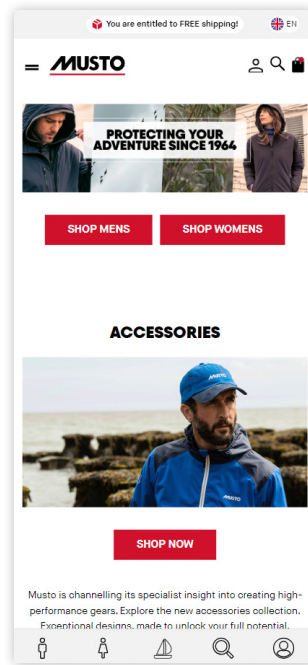 You are entitled to FREE shipping!
EN
MUSTO
PROTECTING YOUR
ADVENTURE SINCE 1964
SHOP MENS
SHOP WOMENS
ACCESSORIES
MUSTO
MUSTO
SHOP NOW
Musto is channelling its specialist insight into creating high-
performance gears. Explore the new accessories collection.
Exceptional designs, made to unlock your full potential.